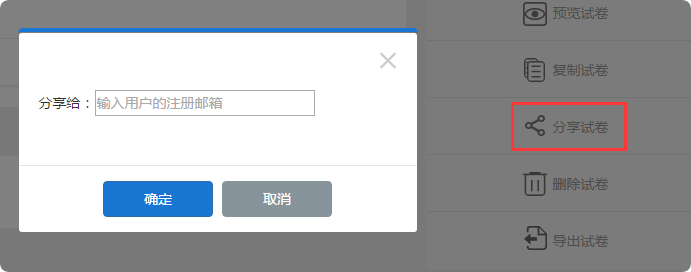 分享给：输入用户的注册邮箱
确定
取消
预览试卷
复制试卷
分享试卷
删除试卷
导出试卷